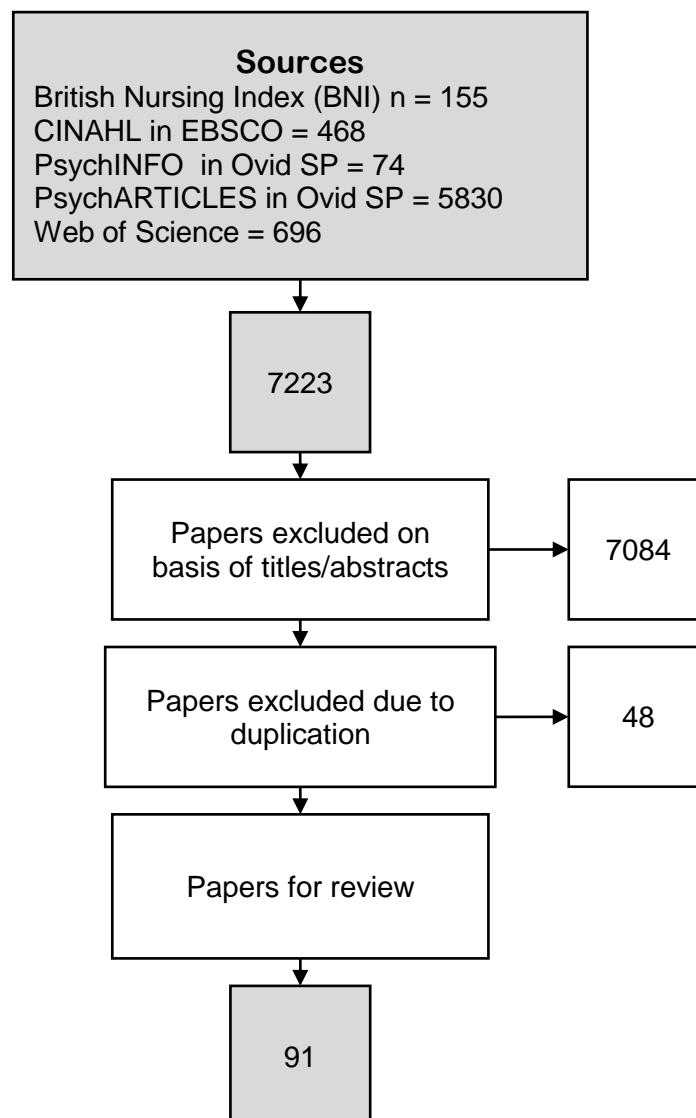 Sources
British Nursing Index (BNI) n = 155
CINAHL in EBSCO = 468
PsychINFO in Ovid SP = 74
PsychARTICLES in Ovid SP = 5830
Web of Science = 696
7223
Papers excluded on
basis of titles/abstracts
7084
Papers excluded due to
duplication
48
Papers for review
91